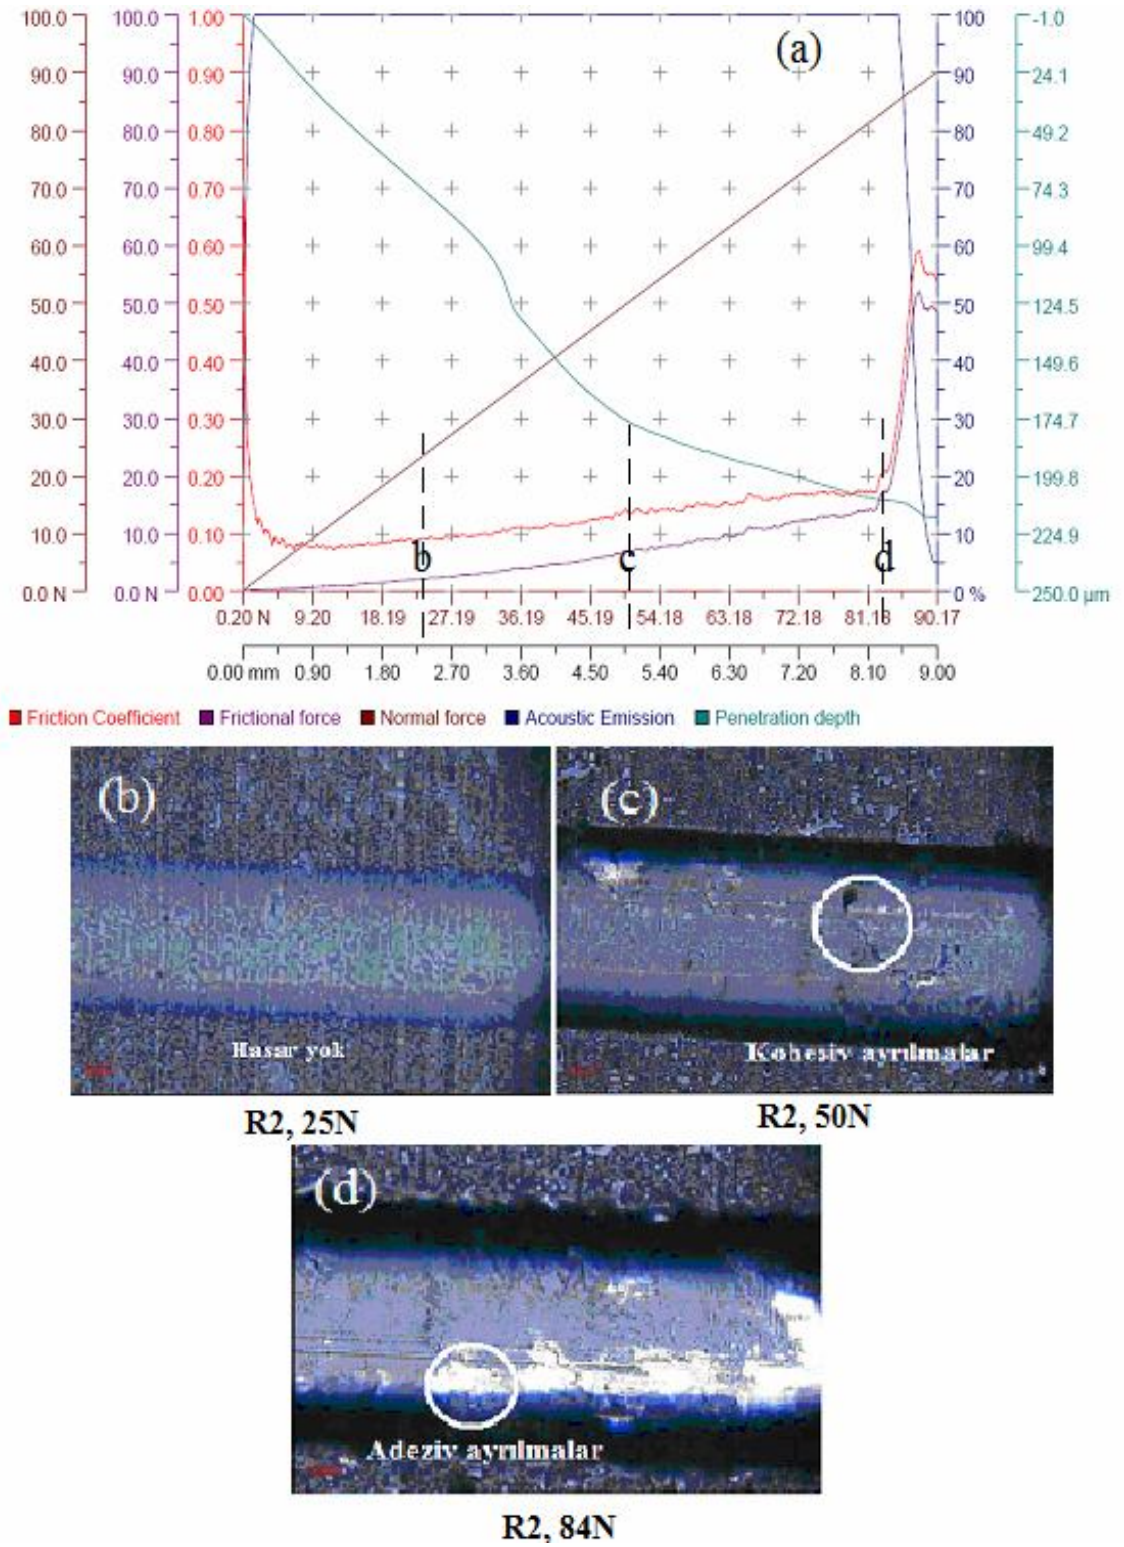 100.0 100.0 1.00 100 -1.0
(a)
90.0 90.0 0.90 90 24.1
80.0 80.0 0.80 80 49.2
70.0 70.0 0.70 70 74.3
60.0 60.0 0.60 60 99.4
50.0 50.0 0.50 50 124.5
40.0 40.0 0.40 40 149.6
30.0 30.0 0.30 30 174.7
20.0 20.0 0.20 20 199.8
10.0 10.0 0.10 10 224.9
b c d
0.0 N 0.0 N 0.00 0 % 250.0 µm
0.20 N 9.20 18.19 27.19 36.19 45.19 54.18 63.18 72.18 81.18 90.17
0.00 mm 0.90 1.80 2.70 3.60 4.50 5.40 6.30 7.20 8.10 9.00
Friction Coefficient Frictional force Normal force Acoustic Emission Penetration depth
(b) (c)
Hasar yok Kohesiv ayrılmalar
R2, 25N R2, 50N
(d)
Adeziv ayrılmalar
R2, 84N